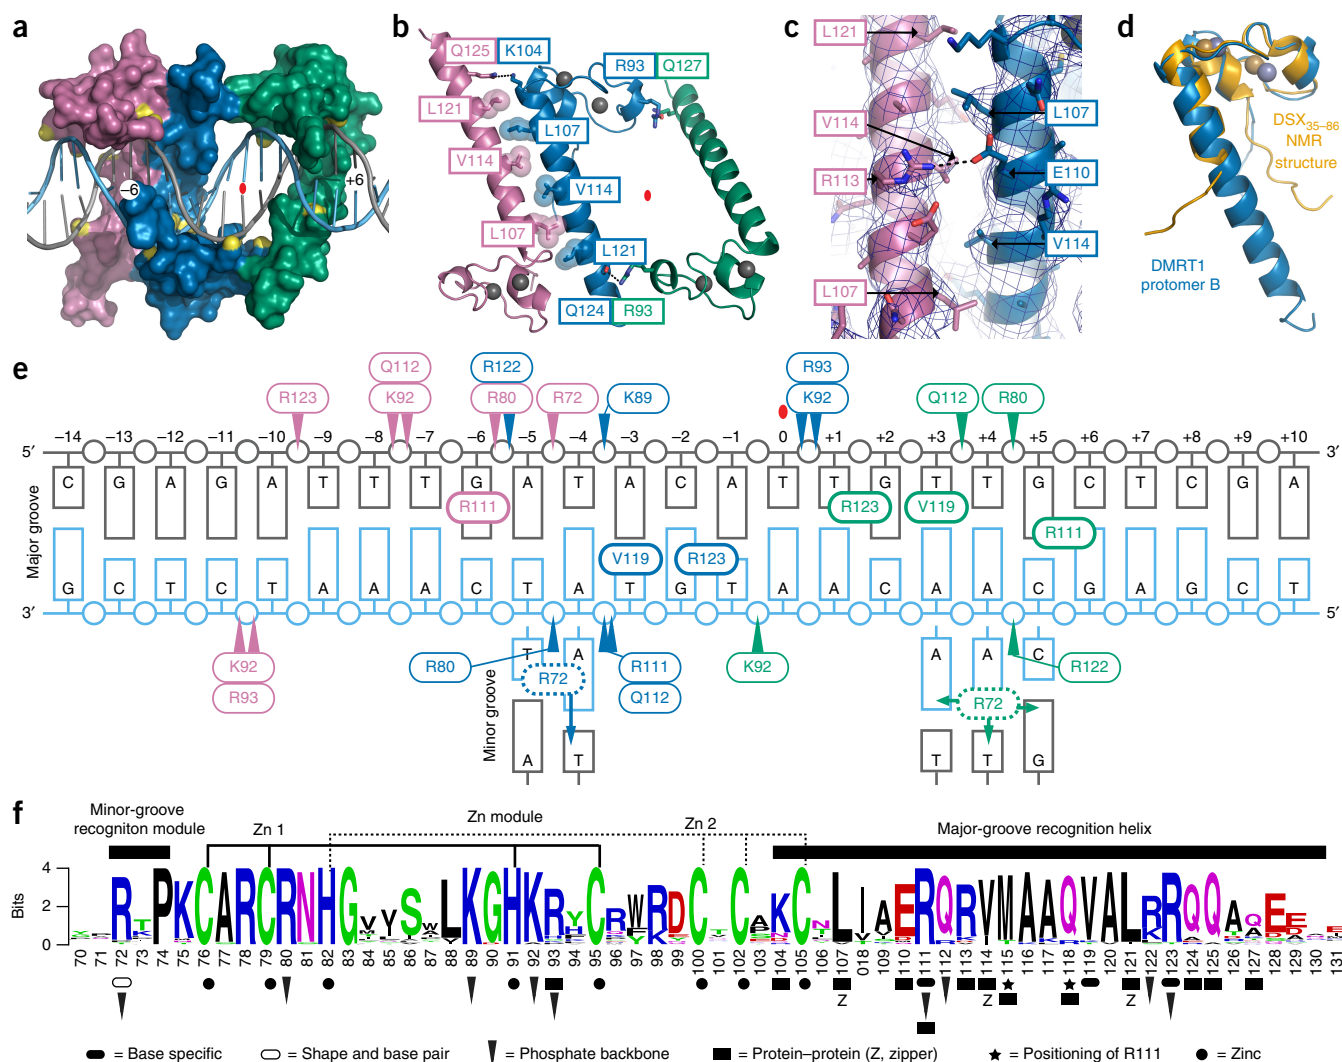 a
−6
+6
b
Q125 K104
R93 Q127
L121
L107
V114
V114
L107
L121
Q124 R93
c
L121
V114
R113
L107
L107
E110
V114
d
DSX35–86
NMR
structure
DMRT1
protomer B
e
Q112 R122 R93
R123 K92 R80 R72 K89 K92 Q112 R80
−14 −13 −12 −11 −10 −9 −8 −7 −6 −5 −4 −3 −2 −1 0 +1 +2 +3 +4 +5 +6 +7 +8 +9 +10
5′ 3′
C G A G A T T T G A T A C A T T G T T G C T C G A
R111 R123 V119
R111
V119 R123
Major groove
G C T C T A A A C T A T G T A A C A A C G A G C T
3′ 5′
K92
R93
R80
R111
Q112
K92
R122
T A
R72
A T
A A C
R72
T T G
Minor groove
f
Minor-groove
recogniton module
Zn module
Zn 1
Zn 2
Major-groove recognition helix
Bits
4
2
0
R T P K C A R C R N H G V Y S W L K G H K R Y C R W R D C T C A K C N L I A E R Q R V M A A Q V A L R R Q Q A Q E E
70 71 72 73 74 75 76 77 78 79 80 81 82 83 84 85 86 87 88 89 90 91 92 93 94 95 96 97 98 99 100 101 102 103 104 105 106 107 018 109 110 111 112 113 114 115 116 117 118 119 120 121 122 123 124 125 126 127 128 129 130 131
Z Z Z
= Base specific
= Shape and base pair
= Phosphate backbone
= Protein–protein (Z, zipper)
= Positioning of R111
= Zinc